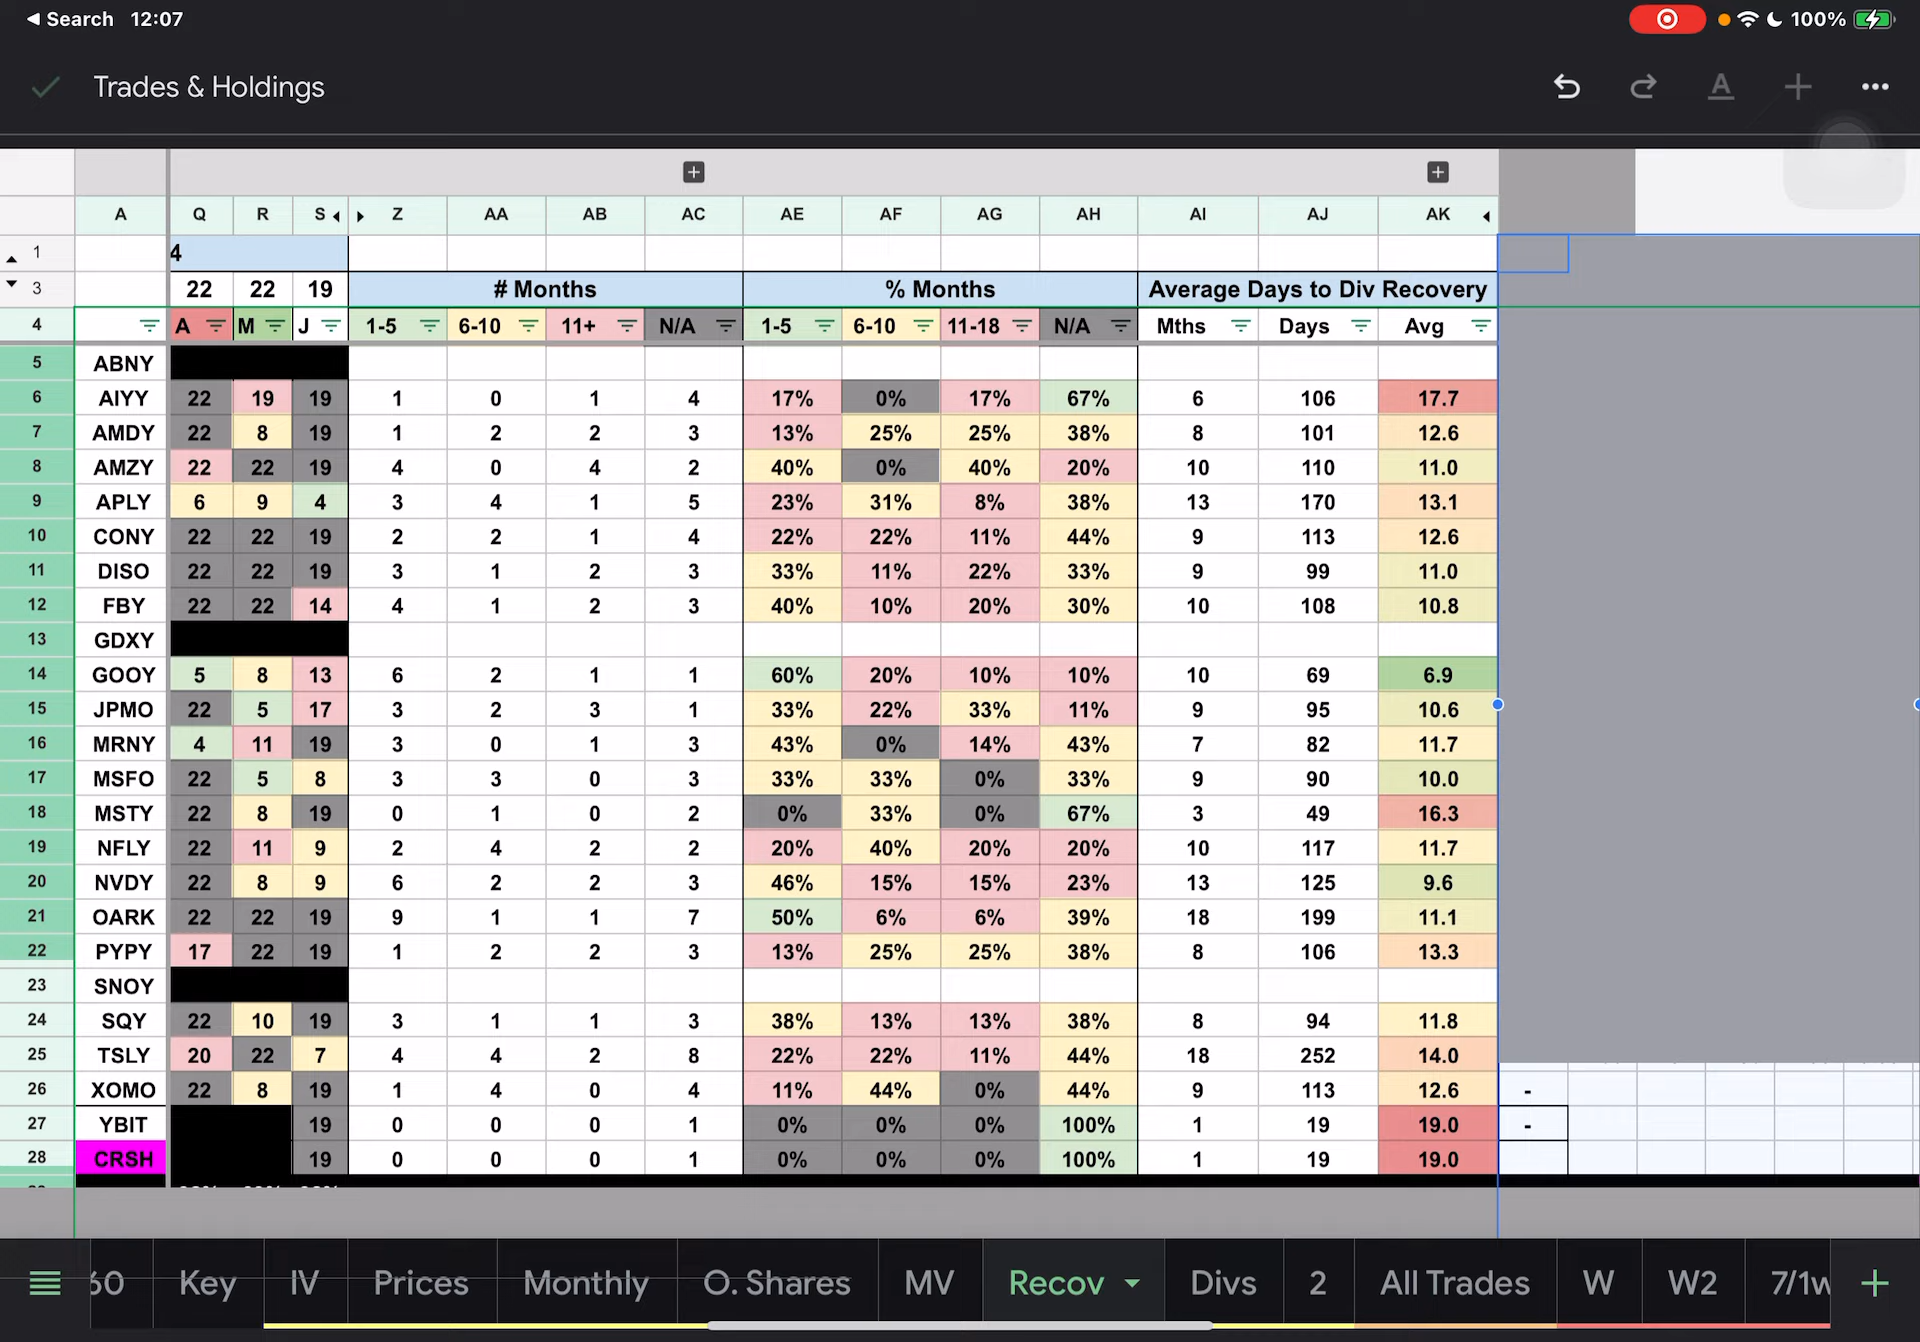 Search 12:07 100%
Trades & Holdings A
A Q R S Z AA AB AC AE AF AG AH AI AJ AK
1 4
3 22 22 19 # Months % Months Average Days to Div Recovery
4 A M J 1-5 6-10 11+ N/A 1-5 6-10 11-18 N/A Mths Days Avg
5 ABNY
6 AIYY 22 19 19 1 0 1 4 17% 0% 17% 67% 6 106 17.7
7 AMDY 22 8 19 1 2 2 3 13% 25% 25% 38% 8 101 12.6
8 AMZY 22 22 19 4 0 4 2 40% 0% 40% 20% 10 110 11.0
9 APLY 6 9 4 3 4 1 5 23% 31% 8% 38% 13 170 13.1
10 CONY 22 22 19 2 2 1 4 22% 22% 11% 44% 9 113 12.6
11 DISO 22 22 19 3 1 2 3 33% 11% 22% 33% 9 99 11.0
12 FBY 22 22 14 4 1 2 3 40% 10% 20% 30% 10 108 10.8
13 GDXY
14 GOOY 5 8 13 6 2 1 1 60% 20% 10% 10% 10 69 6.9
15 JPMO 22 5 17 3 2 3 1 33% 22% 33% 11% 9 95 10.6
16 MRNY 4 11 19 3 0 1 3 43% 0% 14% 43% 7 82 11.7
17 MSFO 22 5 8 3 3 0 3 33% 33% 0% 33% 9 90 10.0
18 MSTY 22 8 19 0 1 0 2 0% 33% 0% 67% 3 49 16.3
19 NFLY 22 11 9 2 4 2 2 20% 40% 20% 20% 10 117 11.7
20 NVDY 22 8 9 6 2 2 3 46% 15% 15% 23% 13 125 9.6
21 OARK 22 22 19 9 1 1 7 50% 6% 6% 39% 18 199 11.1
22 PYPY 17 22 19 1 2 2 3 13% 25% 25% 38% 8 106 13.3
23 SNOY
24 SQY 22 10 19 3 1 1 3 38% 13% 13% 38% 8 94 11.8
25 TSLY 20 22 7 4 4 2 8 22% 22% 11% 44% 18 252 14.0
26 XOMO 22 8 19 1 4 0 4 11% 44% 0% 44% 9 113 12.6 -
27 YBIT 19 0 0 0 1 0% 0% 0% 100% 1 19 19.0 -
28 CRSH 19 0 0 0 1 0% 0% 0% 100% 1 19 19.0
60 Key IV Prices Monthly O. Shares MV Recov Divs 2 All Trades W W2 7/1w